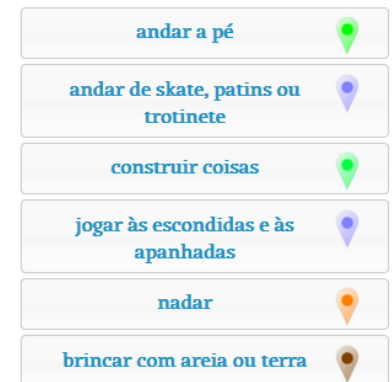 andar a pé
andar de skate, patins ou
trotinete
construir coisas
jogar às escondidas e às
apanhadas
nadar
brincar com areia ou terra